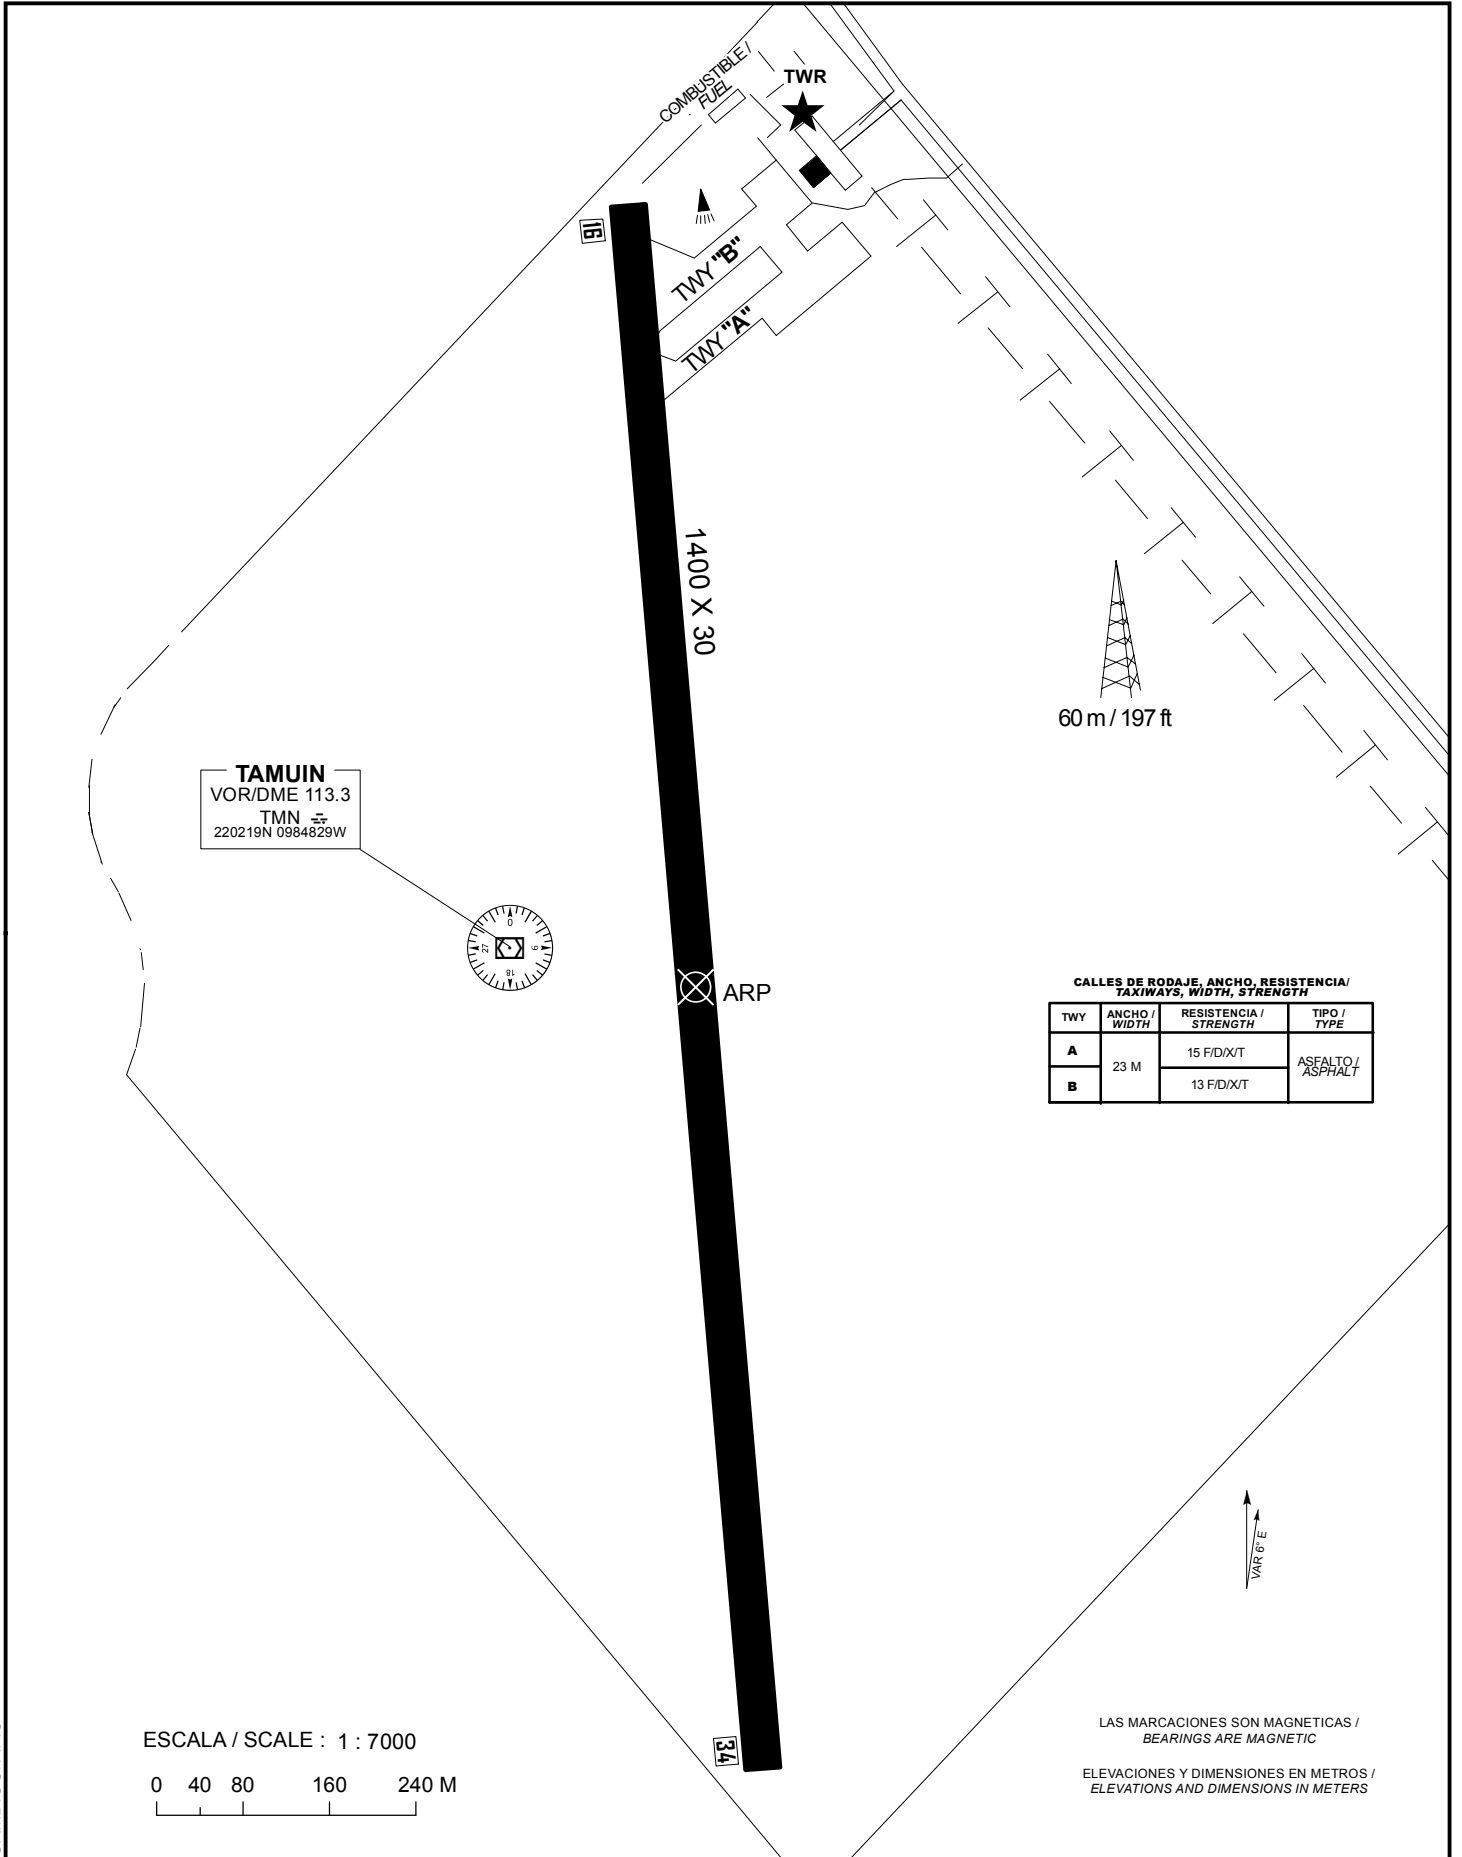 TWR
COMBUSTIBLE /
FUEL
16
TWY "B"
TWY "A"
1400 X 30
60 m / 197 ft
TAMUIN
VOR/DME 113.3
TMN
220219N 0984829W
0
9
18
27
ARP
CALLES DE RODAJE, ANCHO, RESISTENCIA/
TAXIWAYS, WIDTH, STRENGTH
TWY
ANCHO /
WIDTH
RESISTENCIA /
STRENGTH
TIPO /
TYPE
A
23 M
15 F/D/X/T
ASFALTO /
ASPHALT
B
13 F/D/X/T
VAR 6° E
34
ESCALA / SCALE : 1 : 7000
0 40 80 160 240 M
LAS MARCACIONES SON MAGNETICAS /
BEARINGS ARE MAGNETIC
ELEVACIONES Y DIMENSIONES EN METROS /
ELEVATIONS AND DIMENSIONS IN METERS